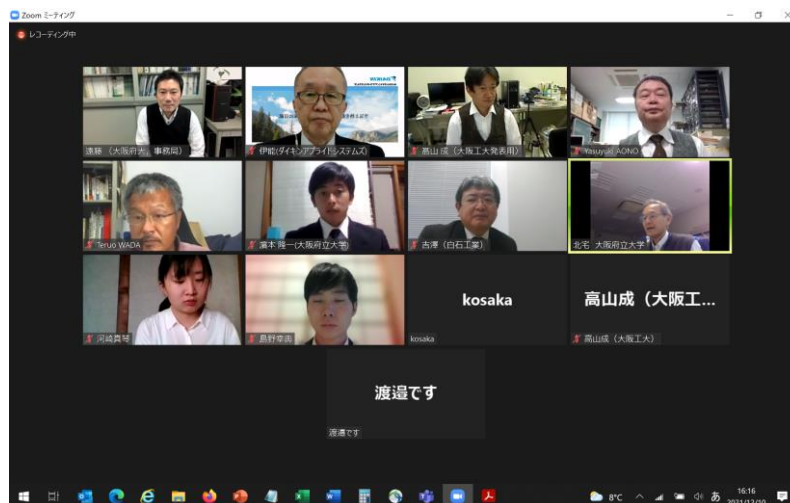 Zoom ミーティング
レコーディング中
遠藤 (大阪府大, 事務局)
伊能(ダイキンアプライドシステムズ)
高山 成 (大阪工大発表用)
Yasuyuki AONO
Teruo WADA
濱本 隆一(大阪府立大学)
吉澤 (白石工業)
北宅 大阪府立大学
河崎真琴
kosaka
kosaka
高山成(大阪工...
高山成 (大阪工大)
渡邉です
渡邉です
8°C
あ
16:16
2021/12/10